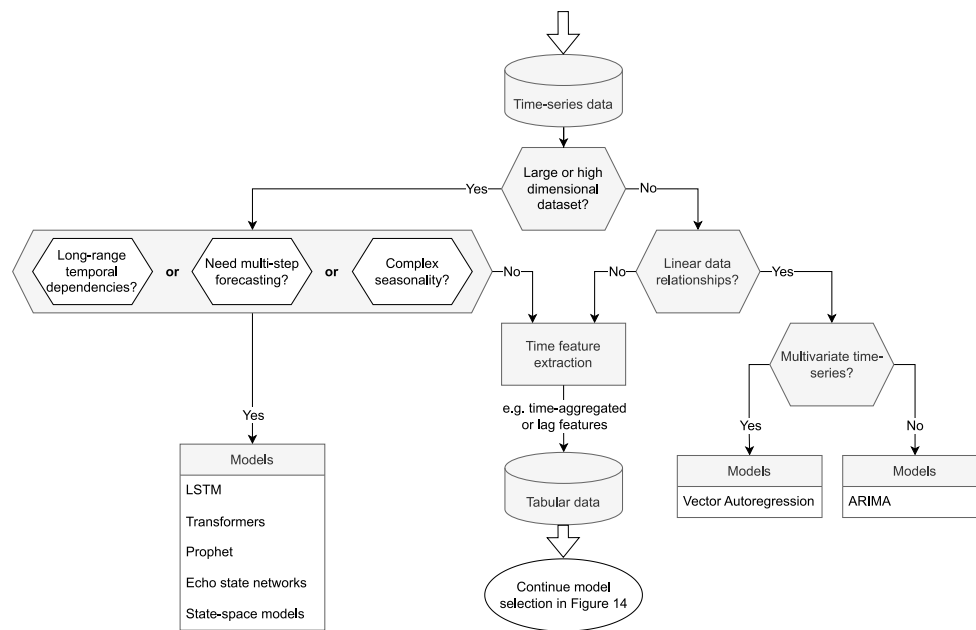 Time-series data
Large or high
dimensional
dataset?
Yes
No
Long-range
temporal
dependencies?
or
Need multi-step
forecasting?
or
Complex
seasonality?
No
No
Linear data
relationships?
Yes
Time feature
extraction
Multivariate time-
series?
e.g. time-aggregated
or lag features
Yes
Yes
No
Models
LSTM
Transformers
Prophet
Echo state networks
State-space models
Tabular data
Models
Vector Autoregression
Models
ARIMA
Continue model
selection in Figure 14